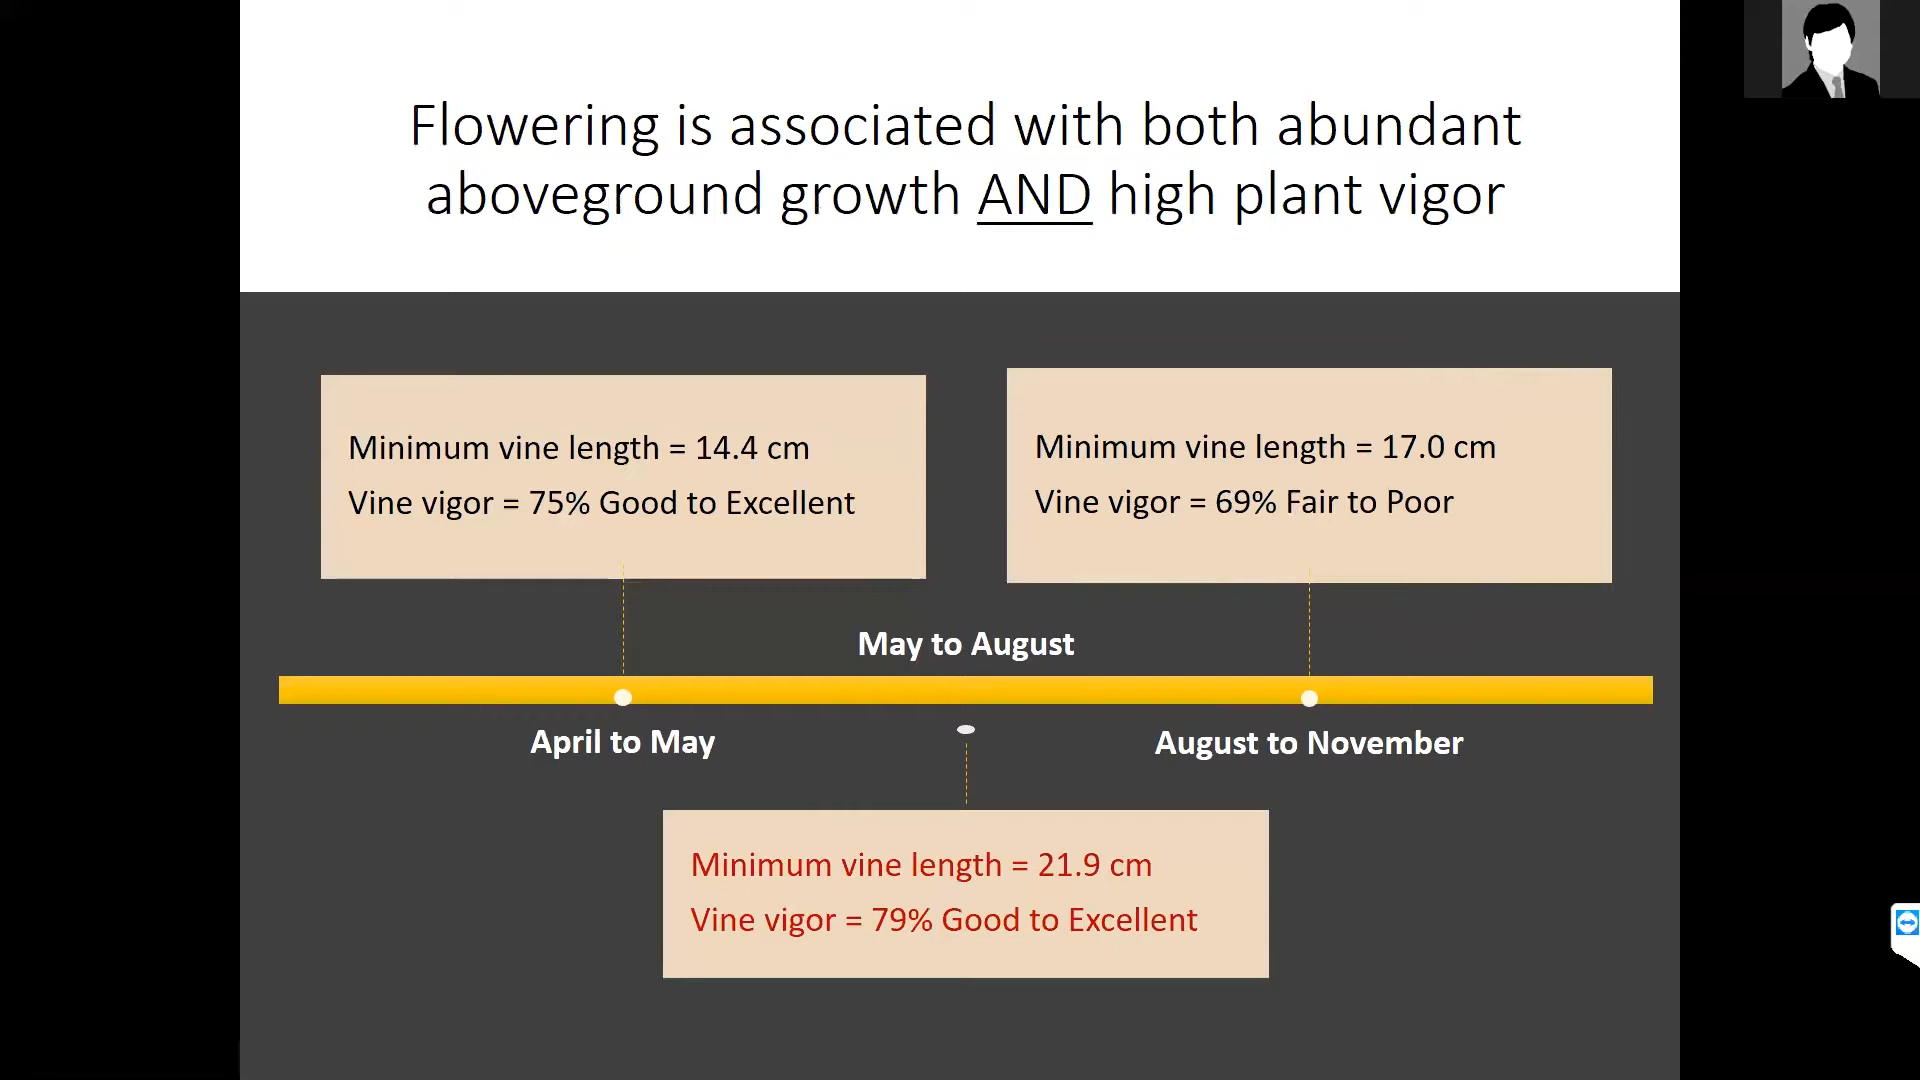 Flowering is associated with both abundant
aboveground growth AND high plant vigor
Minimum vine length = 14.4 cm
Vine vigor = 75% Good to Excellent
Minimum vine length = 17.0 cm
Vine vigor = 69% Fair to Poor
May to August
April to May
August to November
Minimum vine length = 21.9 cm
Vine vigor = 79% Good to Excellent